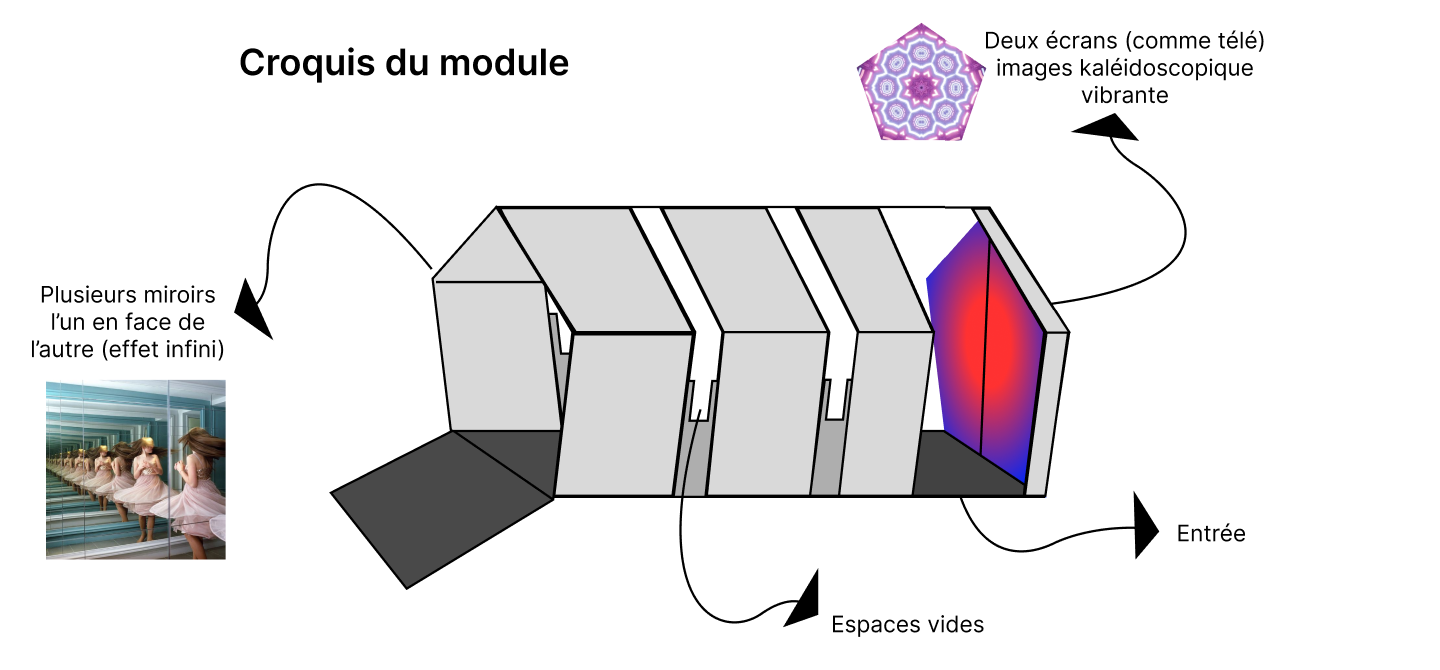 Croquis du module
Deux écrans (comme télé)
images kaléidoscopique
vibrante
Plusieurs miroirs
l’un en face de
l’autre (effet infini)
Entrée
Espaces vides